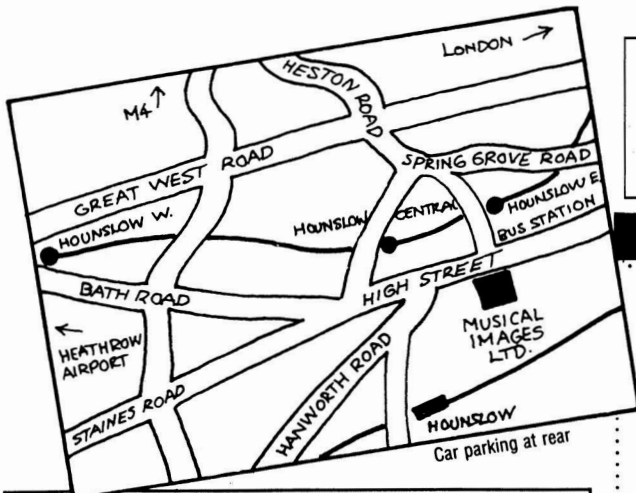 LONDON →
HESTON ROAD
M4 ↑
GREAT WEST ROAD
SPRING GROVE ROAD
HOUNSLOW W.
HOUNSLOW CENTRAL
HOUNSLOW E.
BUS STATION
BATH ROAD
HIGH STREET
← HEATHROW
AIRPORT
MUSICAL
IMAGES
LTD.
STAINES ROAD
HANWORTH ROAD
HOUNSLOW
Car parking at rear